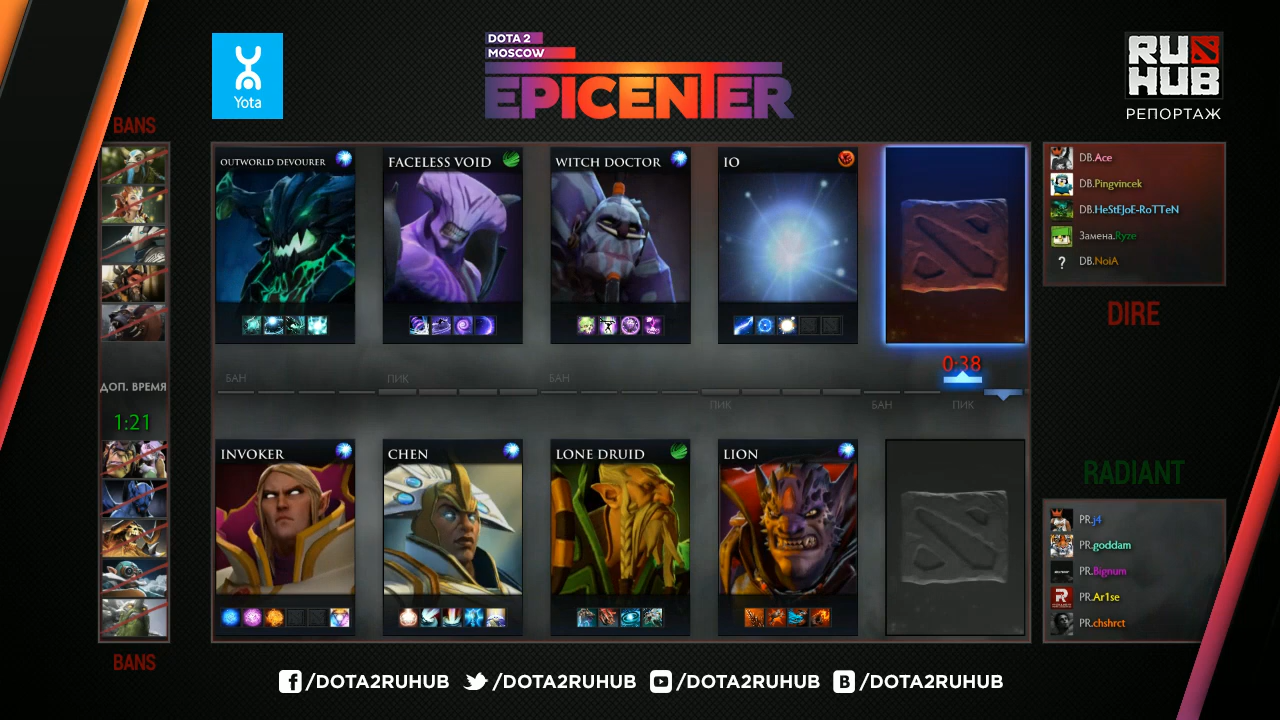 DOTA 2
MOSCOW
EPICENTER
Yota
RU
HUB
РЕПОРТАЖ
BANS
OUTWORLD DEVOURER
FACELESS VOID
WITCH DOCTOR
IO
DB.Ace
DB.Pingvincek
DB.HeStEJoE-RoTTeN
Замена.Ryze
? DB.NoiA
DIRE
ДОП. ВРЕМЯ
1:21
0:38
БАН
ПИК
БАН
ПИК
БАН
ПИК
INVOKER
CHEN
LONE DRUID
LION
RADIANT
PR.j4
PR.goddam
PR.Bignum
PR.Ar1se
PR.chshrct
BANS
/DOTA2RUHUB
/DOTA2RUHUB
/DOTA2RUHUB
B /DOTA2RUHUB